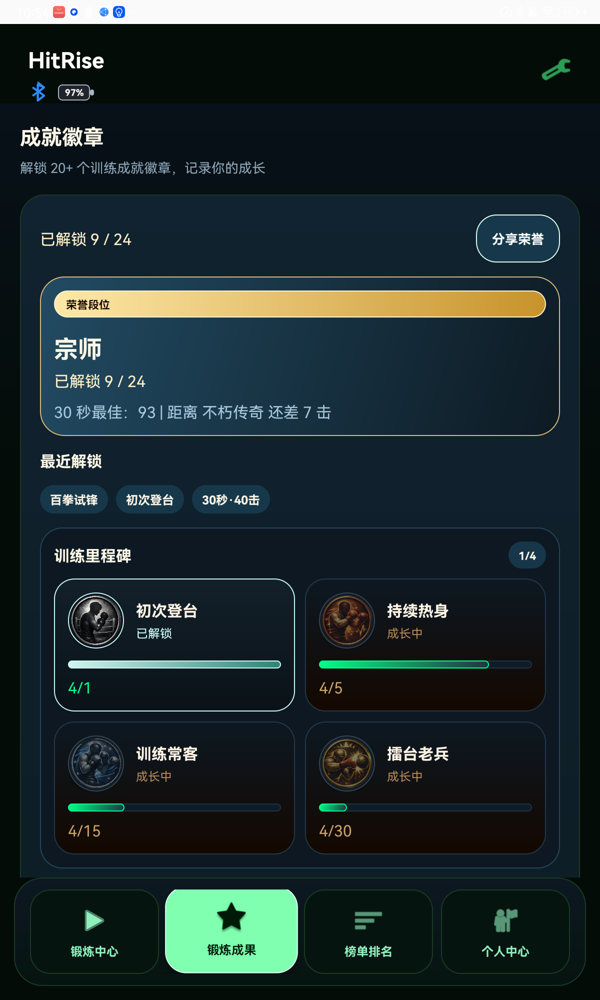 10:54
HitRise
97%
成就徽章
解锁 20+ 个训练成就徽章，记录你的成长
已解锁 9 / 24
分享荣誉
荣誉段位
宗师
已解锁 9 / 24
30 秒最佳：93 | 距离 不朽传奇 还差 7 击
最近解锁
百拳试锋
初次登台
30秒·40击
训练里程碑
1/4
初次登台
已解锁
4/1
持续热身
成长中
4/5
训练常客
成长中
4/15
擂台老兵
成长中
4/30
锻炼中心
锻炼成果
榜单排名
个人中心